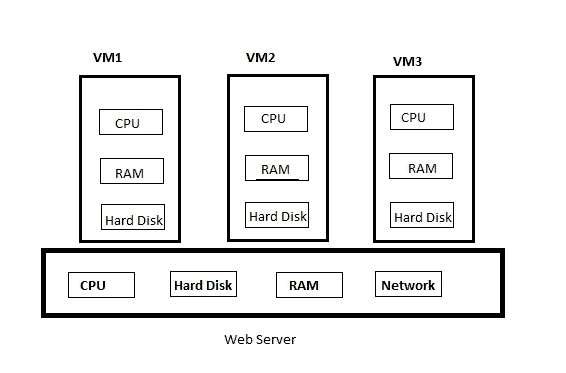 VM1
VM2
VM3
CPU
CPU
CPU
RAM
RAM
RAM
Hard Disk
Hard Disk
Hard Disk
CPU
Hard Disk
RAM
Network
Web Server